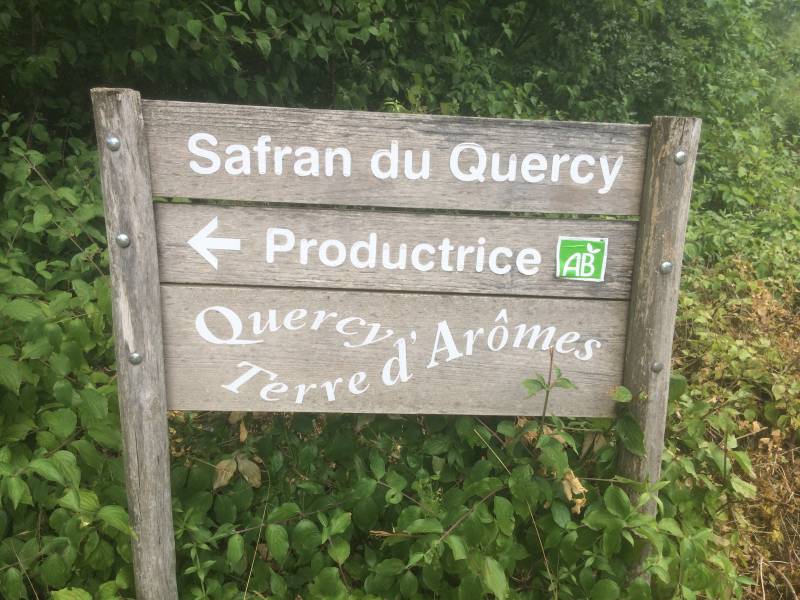 Safran du Quercy
← Productrice AB
Quercy
Terre d'Arômes